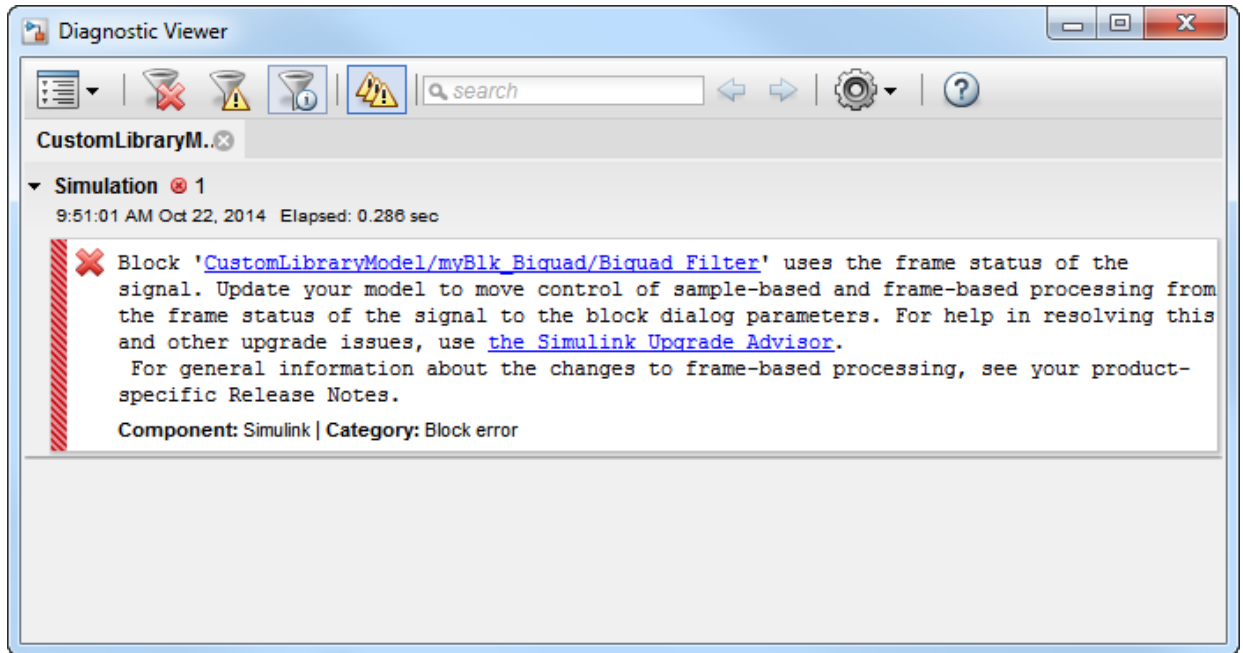 Diagnostic Viewer
search
CustomLibraryM..
Simulation 1
9:51:01 AM Oct 22, 2014 Elapsed: 0.286 sec
Block 'CustomLibraryModel/myBlk_Biquad/Biquad Filter' uses the frame status of the
signal. Update your model to move control of sample-based and frame-based processing from
the frame status of the signal to the block dialog parameters. For help in resolving this
and other upgrade issues, use the Simulink Upgrade Advisor.
For general information about the changes to frame-based processing, see your product-
specific Release Notes.
Component: Simulink | Category: Block error